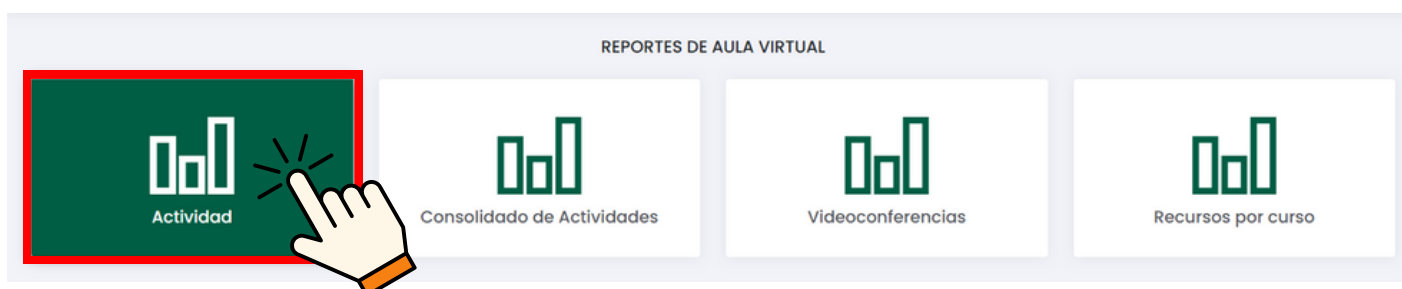 REPORTES DE AULA VIRTUAL
Actividad
Consolidado de Actividades
Videoconferencias
Recursos por curso